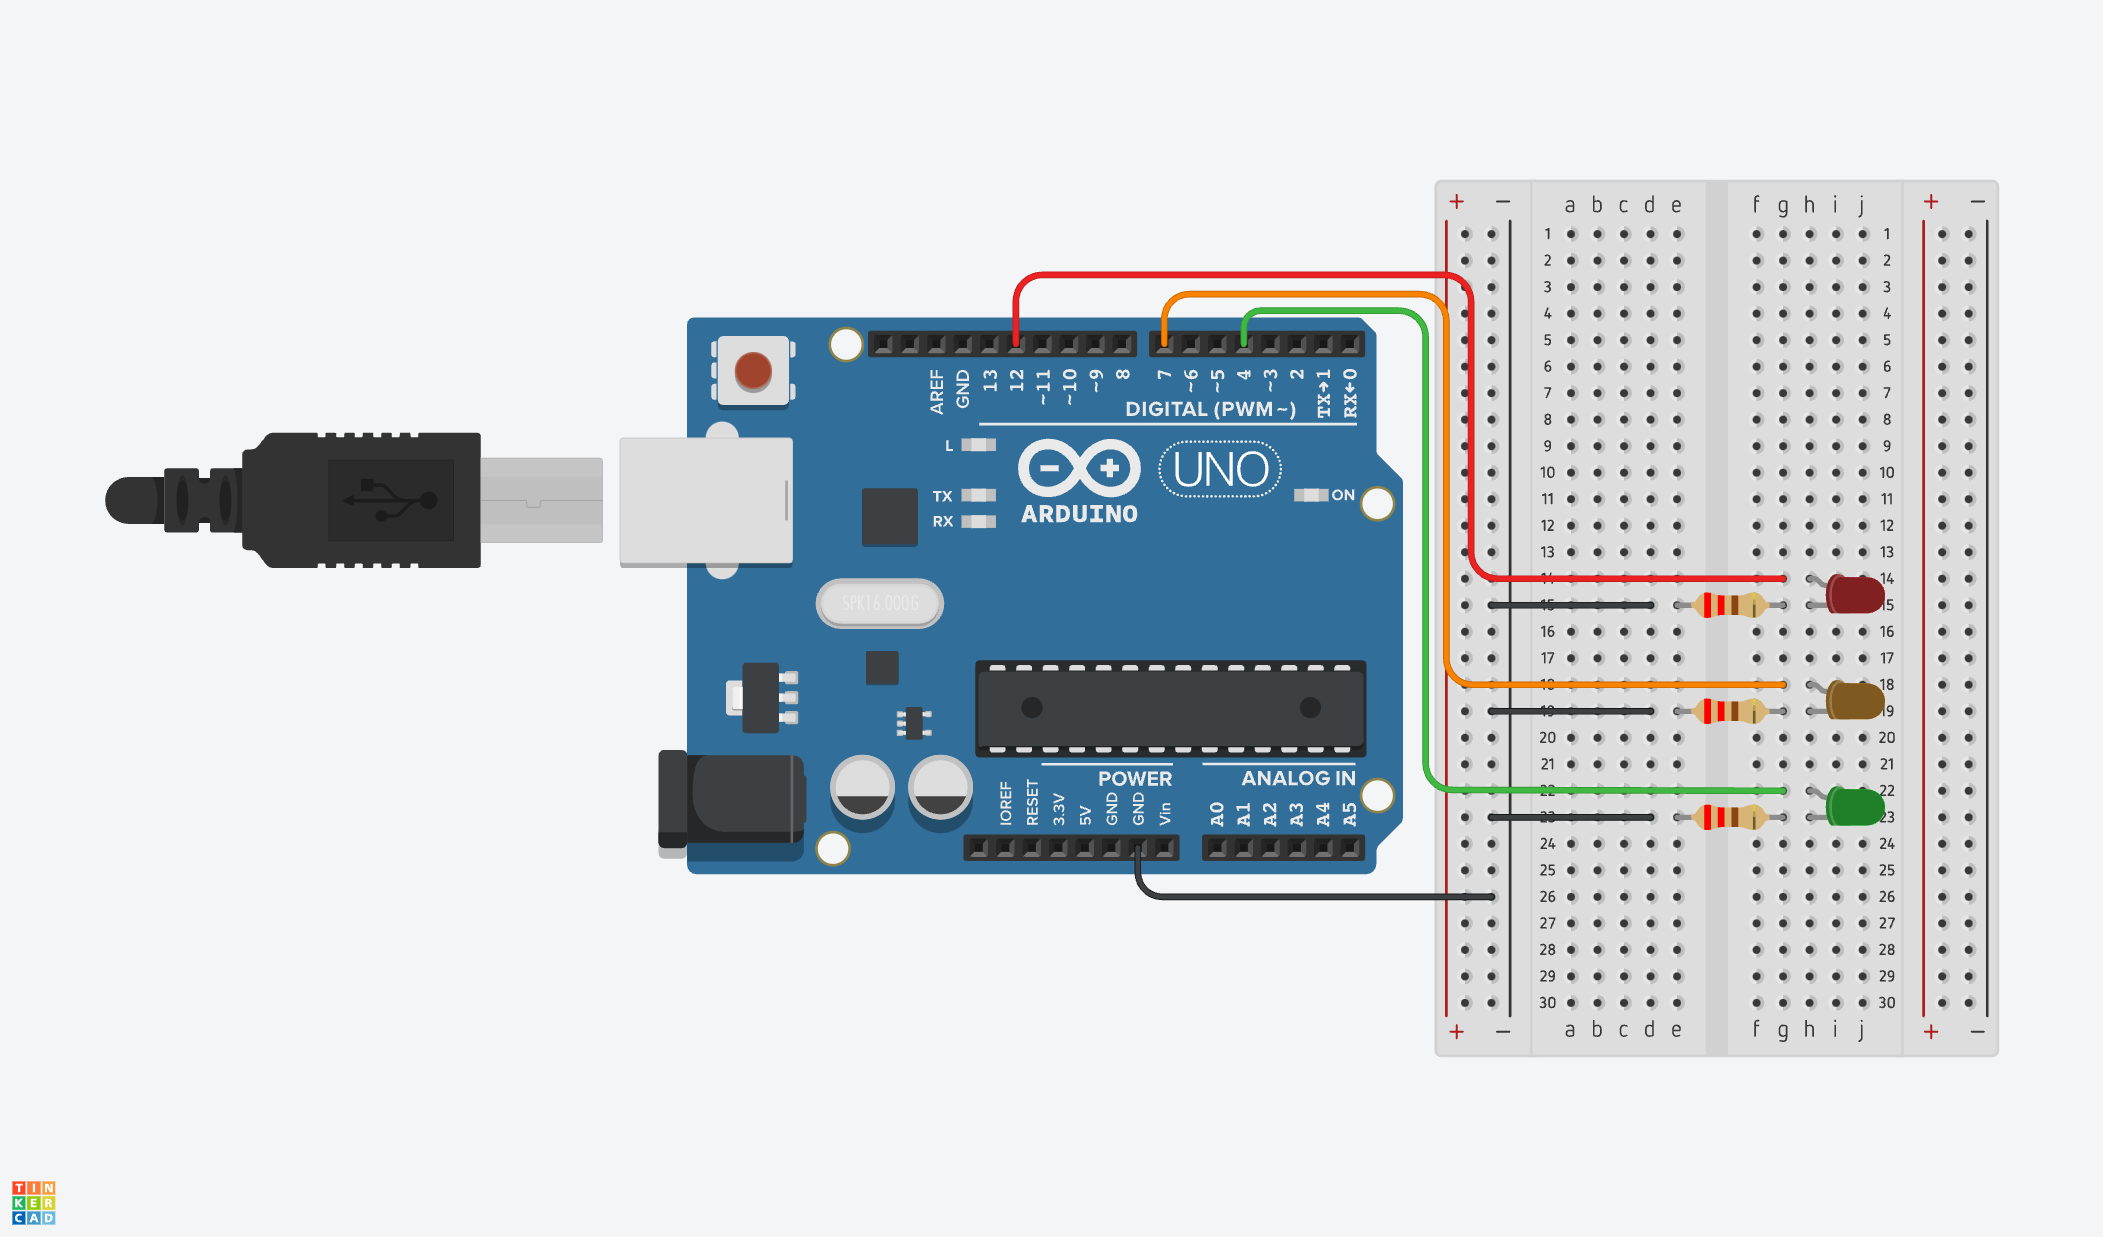 + − a b c d e f g h i j + −
1 1
2 2
3 3
4 4
5 5
6 6
7 7
8 8
9 9
10 10
11 11
12 12
13 13
14 14
15 15
16 16
17 17
18 18
19 19
20 20
21 21
22 22
23 23
24 24
25 25
26 26
27 27
28 28
29 29
30 30
+ − a b c d e f g h i j + −
AREF GND 13 12 ~11 ~10 ~9 8 7 ~6 ~5 4 ~3 2 TX→1 RX←0
DIGITAL (PWM~)
L
TX
RX
UNO
ON
ARDUINO
SPK16.000G
POWER ANALOG IN
IOREF RESET 3.3V 5V GND GND Vin A0 A1 A2 A3 A4 A5
TIN
KER
CAD